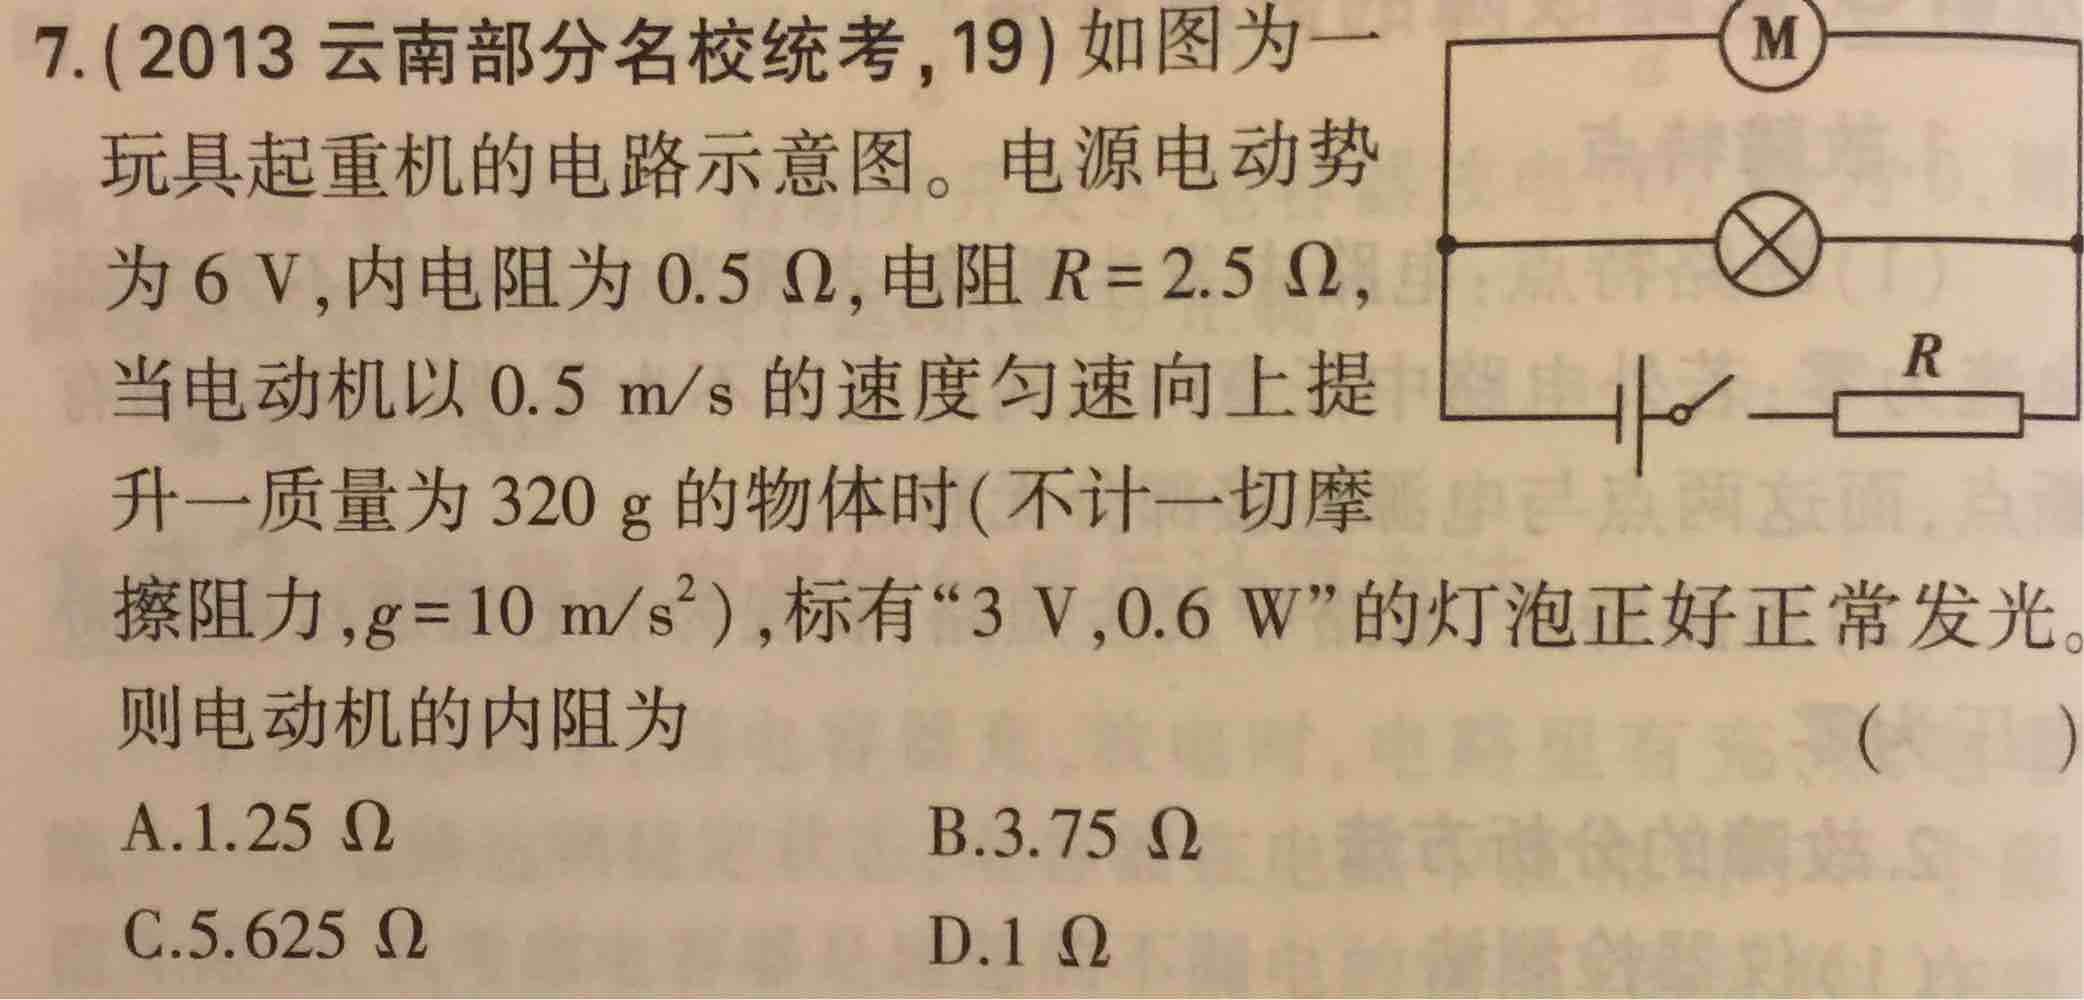 7.(2013 云南部分名校统考,19)如图为一
玩具起重机的电路示意图。电源电动势
为 6 V,内电阻为 0.5 Ω,电阻 R = 2.5 Ω,
当电动机以 0.5 m/s 的速度匀速向上提
升一质量为 320 g 的物体时(不计一切摩
擦阻力,g = 10 m/s²),标有“3 V,0.6 W”的灯泡正好正常发光。
则电动机的内阻为 ( )
A.1.25 Ω B.3.75 Ω
C.5.625 Ω D.1 Ω
M
R